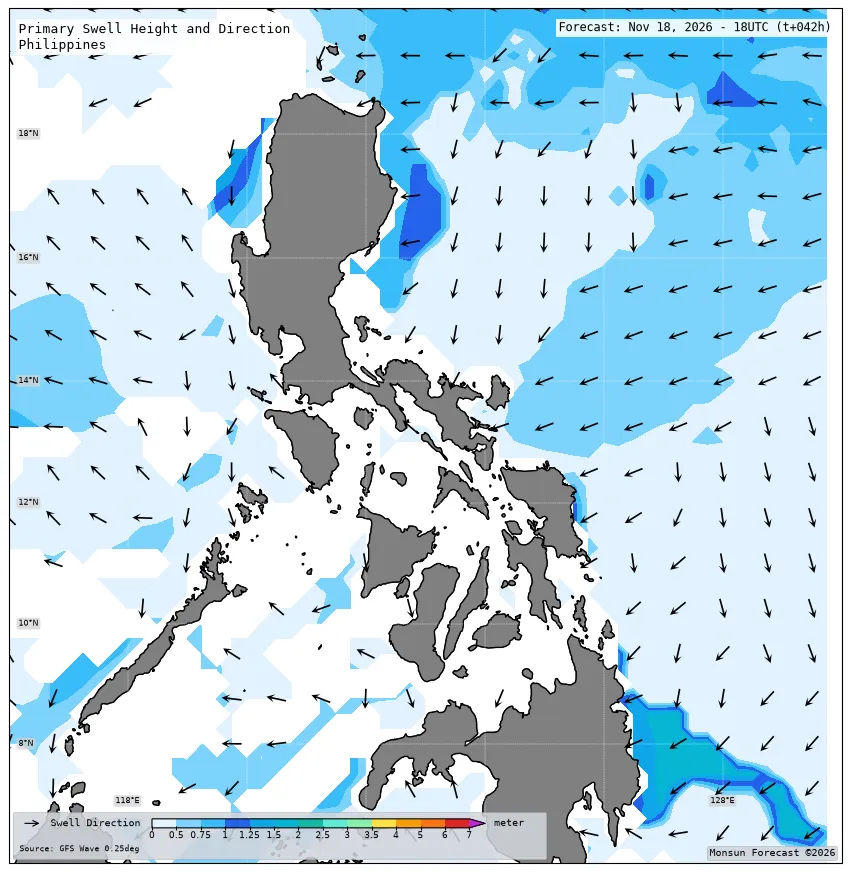 Primary Swell Height and Direction
Philippines
Forecast: Nov 18, 2026 - 18UTC (t+042h)
18°N
16°N
14°N
12°N
10°N
8°N
118°E
128°E
Swell Direction
meter
0 0.5 0.75 1 1.25 1.5 2 2.5 3 3.5 4 5 6 7
Source: GFS Wave 0.25deg
Monsun Forecast ©2026